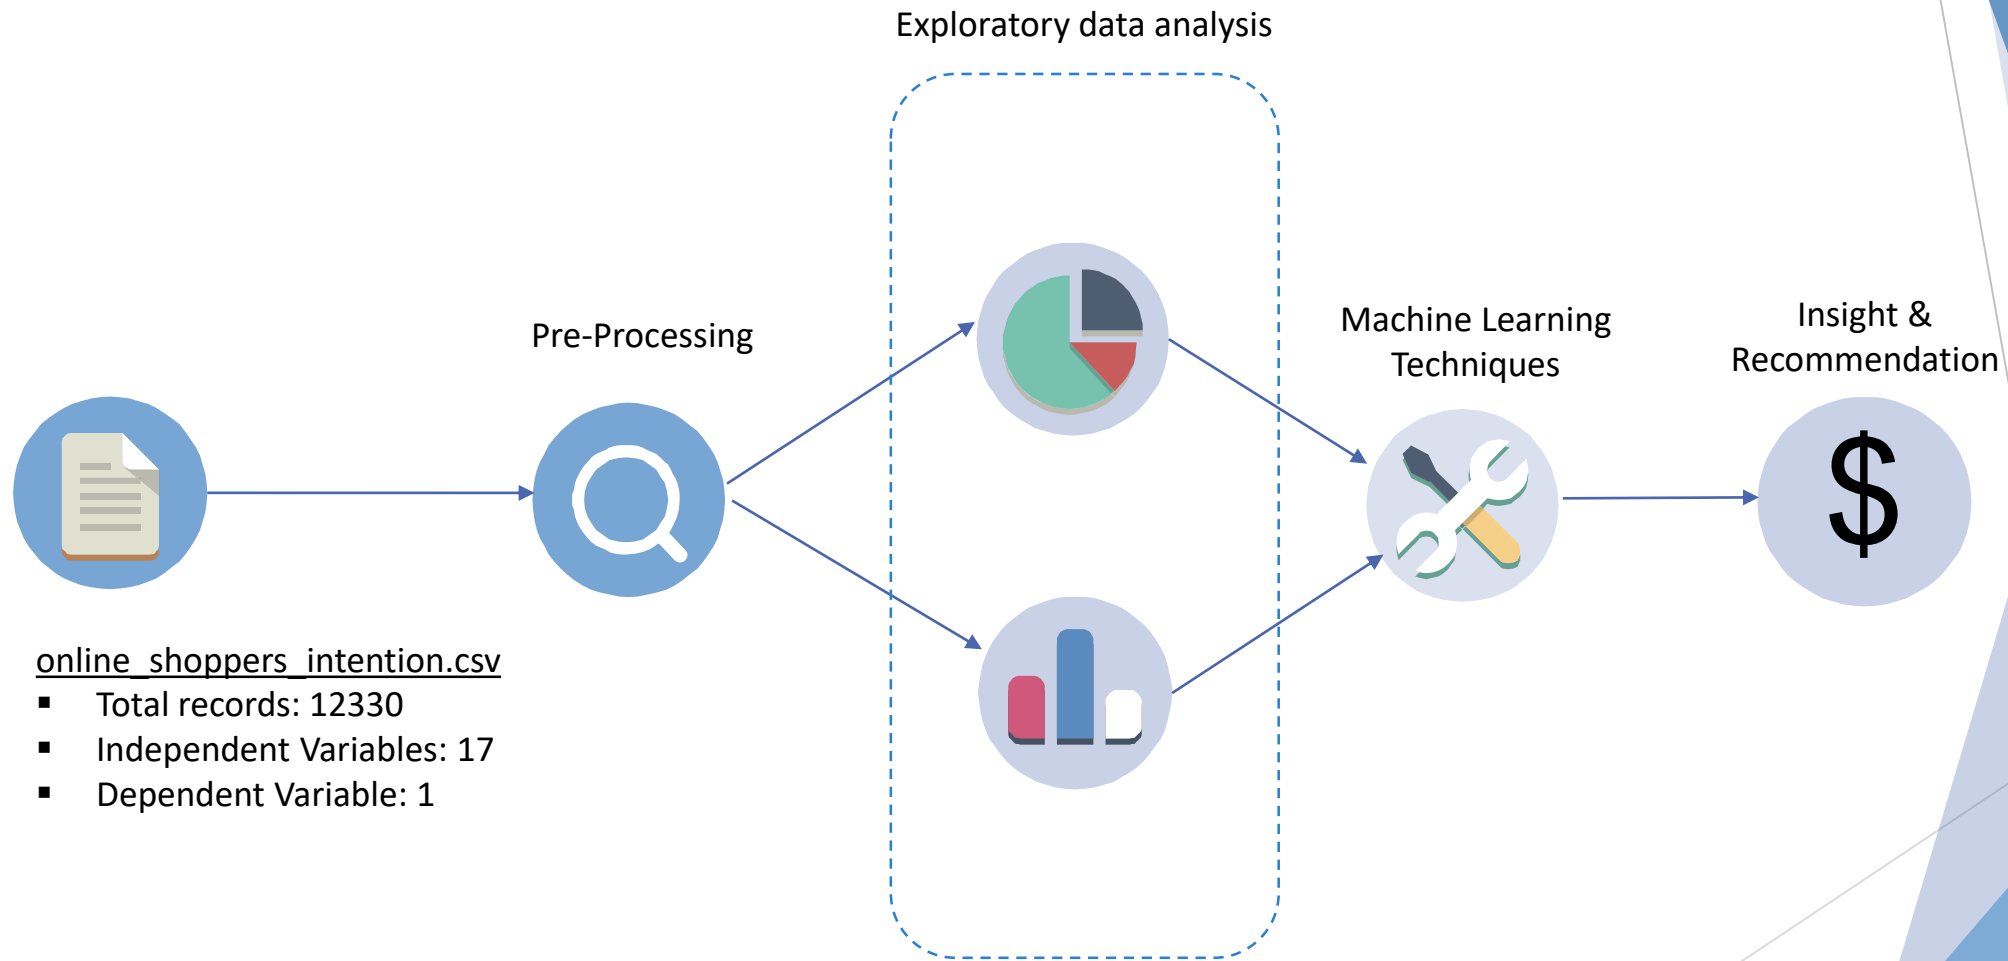 Exploratory data analysis
Pre-Processing
Machine Learning
Techniques
Insight &
Recommendation
$
online_shoppers_intention.csv
▪ Total records: 12330
▪ Independent Variables: 17
▪ Dependent Variable: 1